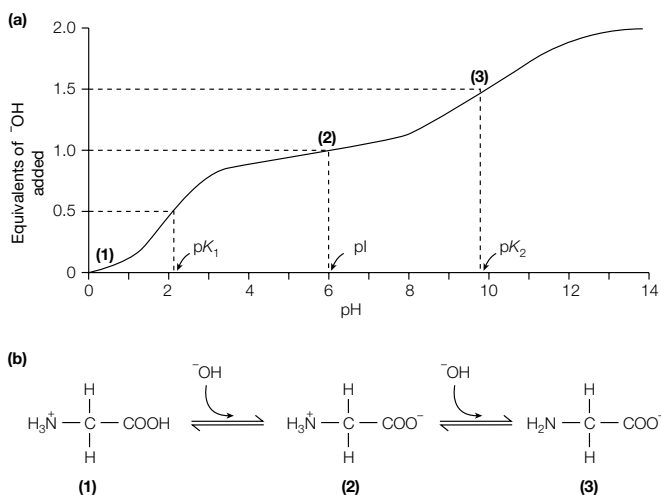 (a)
Equivalents of ⁻OH
added
2.0
1.5
1.0
0.5
0
(1)
(2)
(3)
pK₁
pI
pK₂
0 2 4 6 8 10 12 14
pH
(b)
⁻OH ⁻OH
H H H
H₃N⁺ C COOH H₃N⁺ C COO⁻ H₂N C COO⁻
H H H
(1) (2) (3)